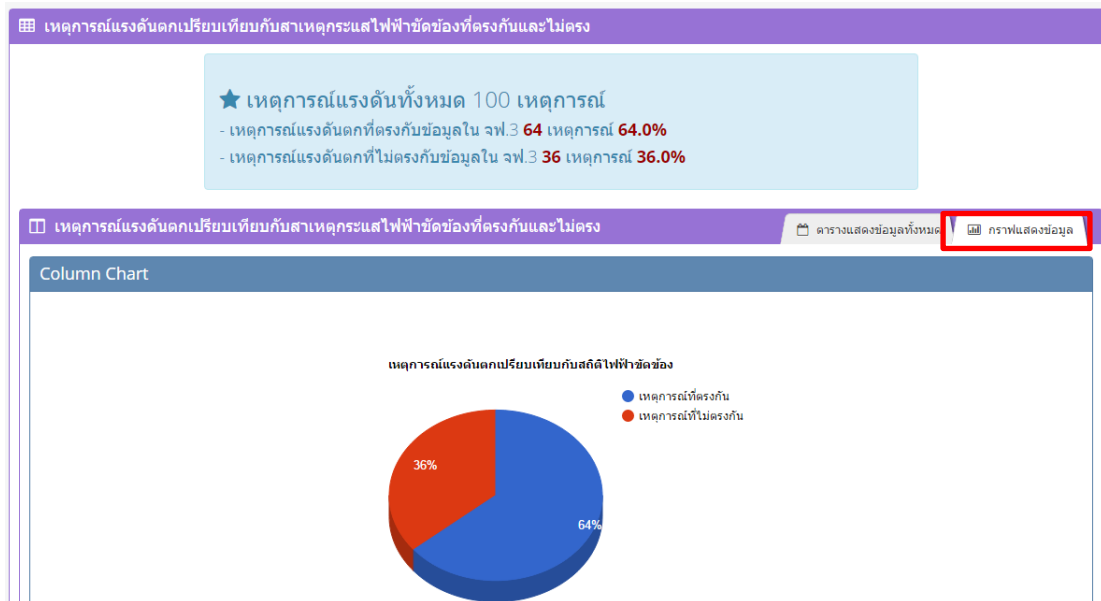 เหตุการณ์แรงดันตกเปรียบเทียบกับสาเหตุกระแสไฟฟ้าขัดข้องที่ตรงกันและไม่ตรง
เหตุการณ์แรงดันทั้งหมด 100 เหตุการณ์
- เหตุการณ์แรงดันตกที่ตรงกับข้อมูลใน จฟ.3 64 เหตุการณ์ 64.0%
- เหตุการณ์แรงดันตกที่ไม่ตรงกับข้อมูลใน จฟ.3 36 เหตุการณ์ 36.0%
เหตุการณ์แรงดันตกเปรียบเทียบกับสาเหตุกระแสไฟฟ้าขัดข้องที่ตรงกันและไม่ตรง
ตารางแสดงข้อมูลทั้งหมด
กราฟแสดงข้อมูล
Column Chart
เหตุการณ์แรงดันตกเปรียบเทียบกับสถิติไฟฟ้าขัดข้อง
เหตุการณ์ที่ตรงกัน
เหตุการณ์ที่ไม่ตรงกัน
36%
64%